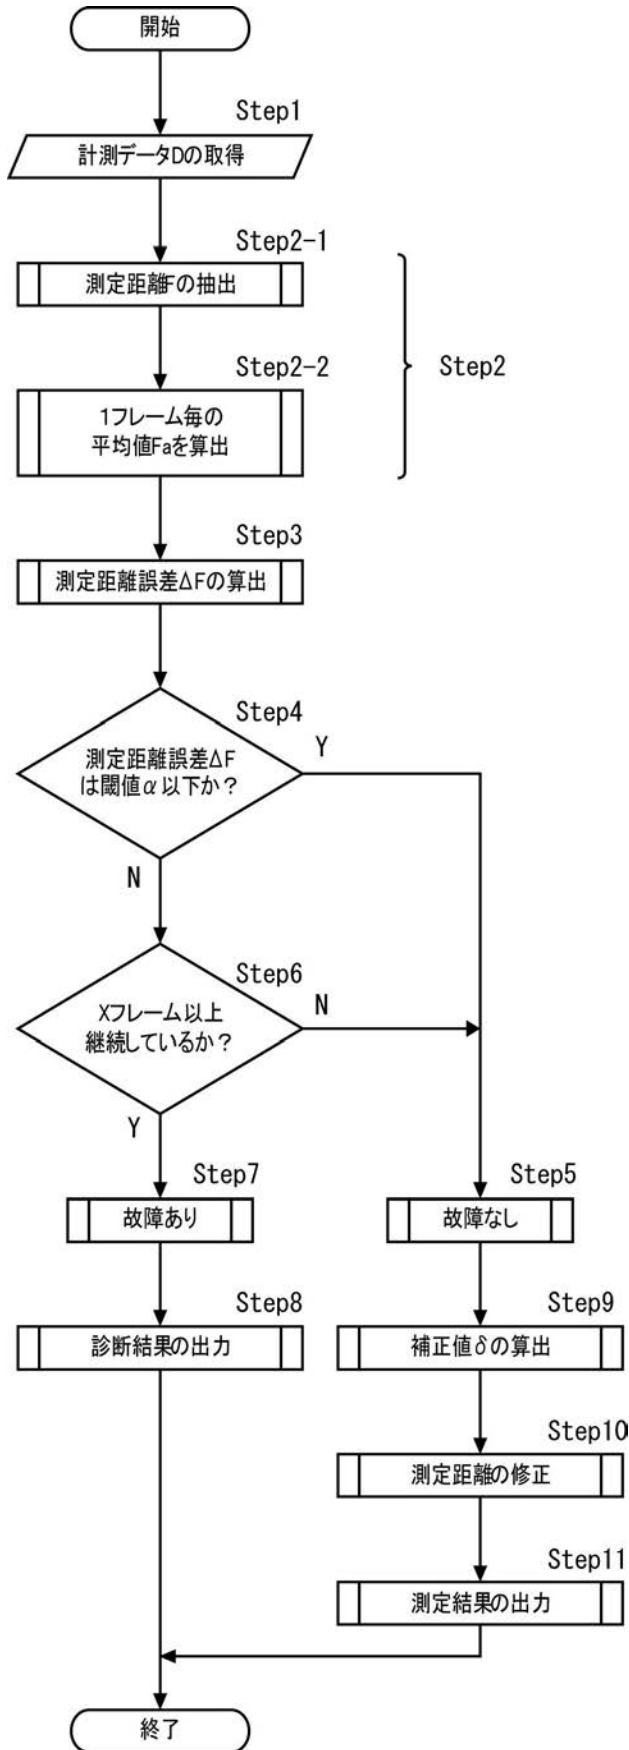 開始
Step1
計測データDの取得
Step2-1
測定距離Fの抽出
Step2-2
1フレーム毎の
平均値Faを算出
Step2
Step3
測定距離誤差ΔFの算出
Step4
測定距離誤差ΔF
は閾値α以下か？
Y
N
Step6
Xフレーム以上
継続しているか？
N
Y
Step7
故障あり
Step5
故障なし
Step8
診断結果の出力
Step9
補正値δの算出
Step10
測定距離の修正
Step11
測定結果の出力
終了